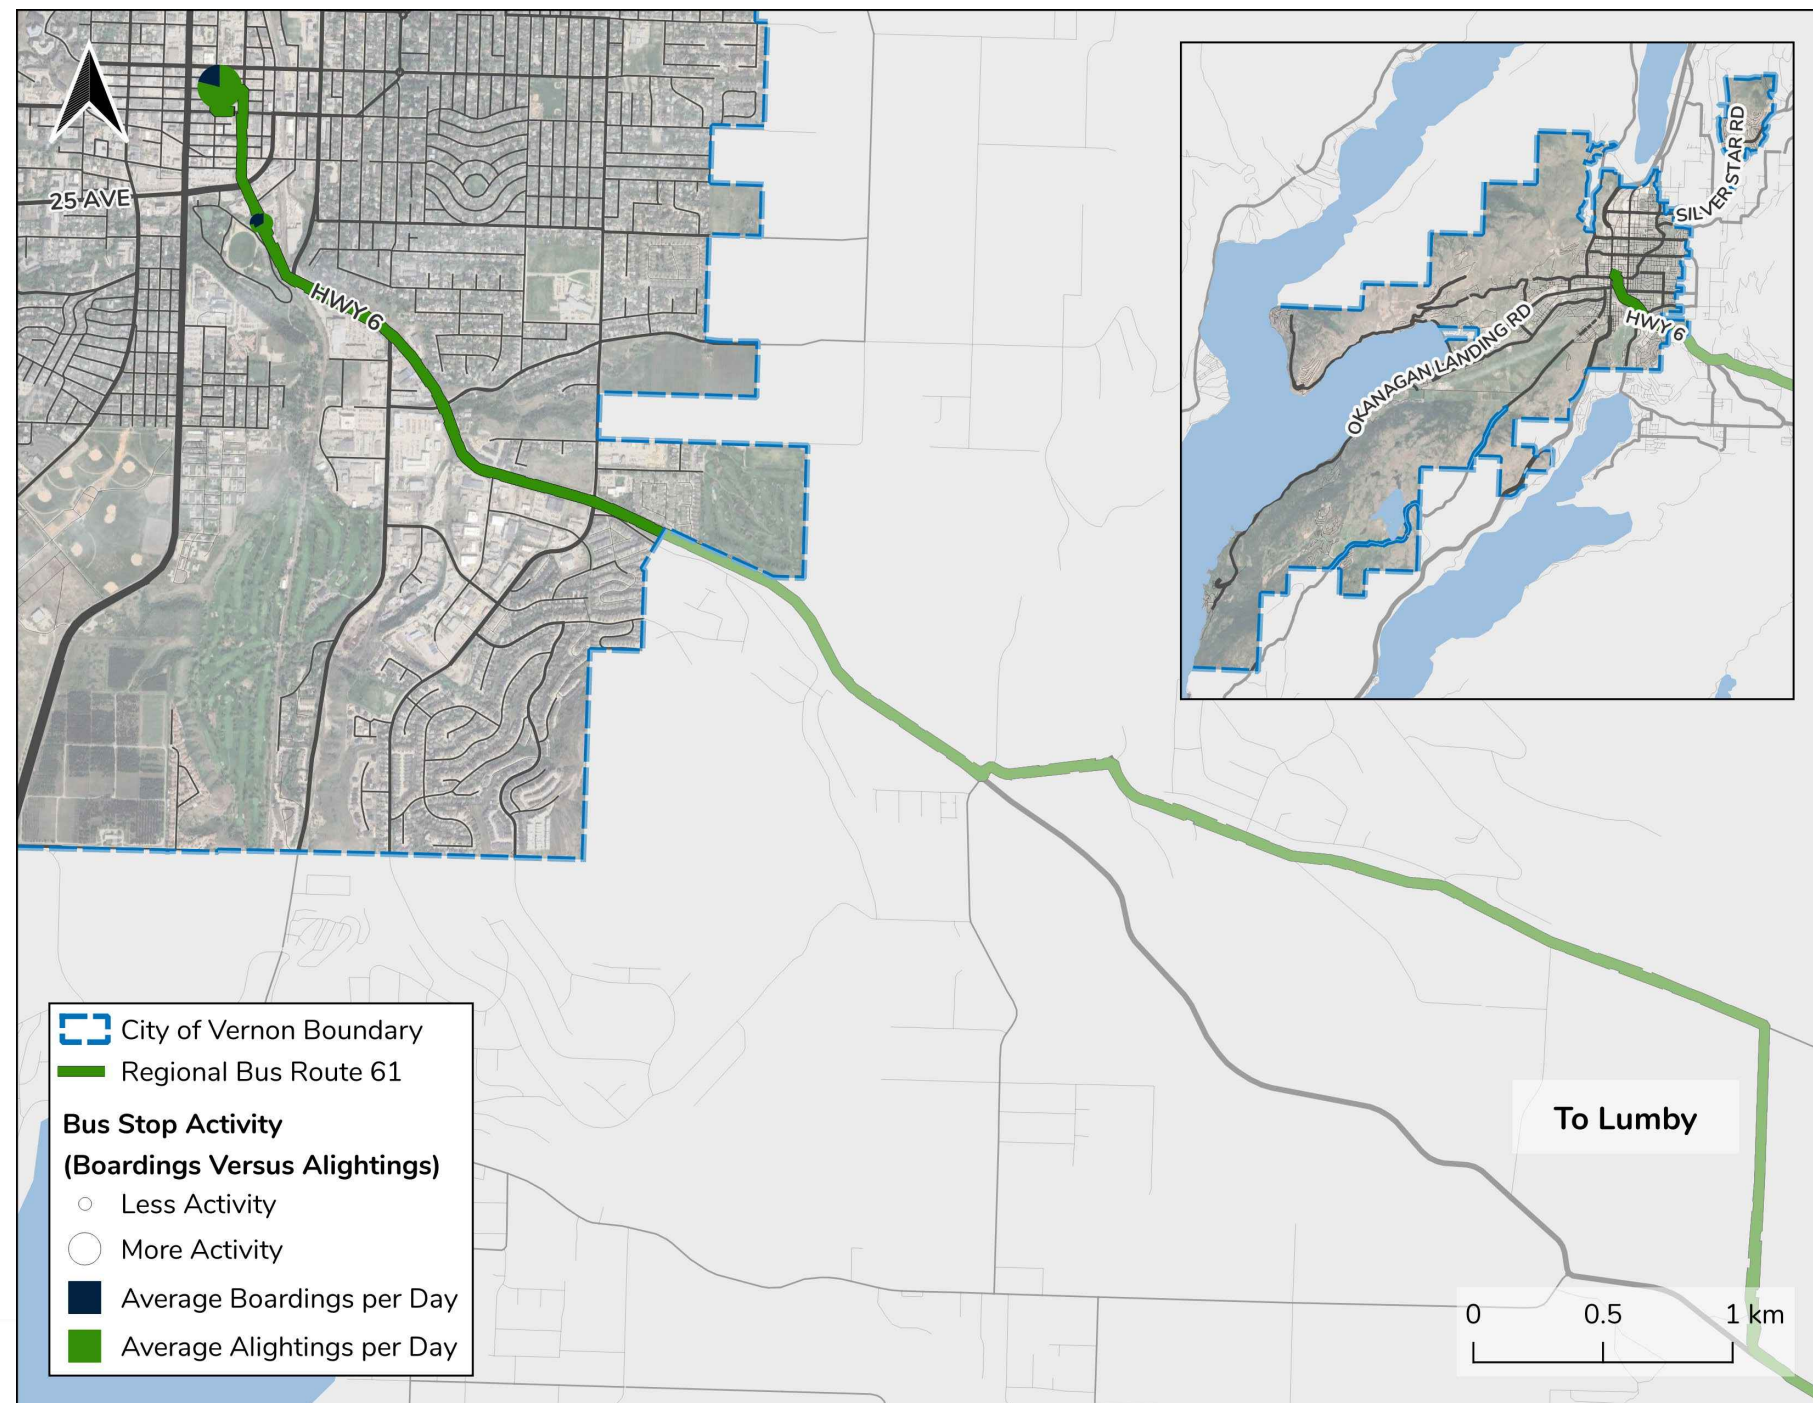 25 AVE
HWY 6
SILVER STAR RD
OKANAGAN LANDING RD
HWY 6
City of Vernon Boundary
Regional Bus Route 61
Bus Stop Activity
(Boardings Versus Alightings)
Less Activity
More Activity
Average Boardings per Day
Average Alightings per Day
To Lumby
0 0.5 1 km